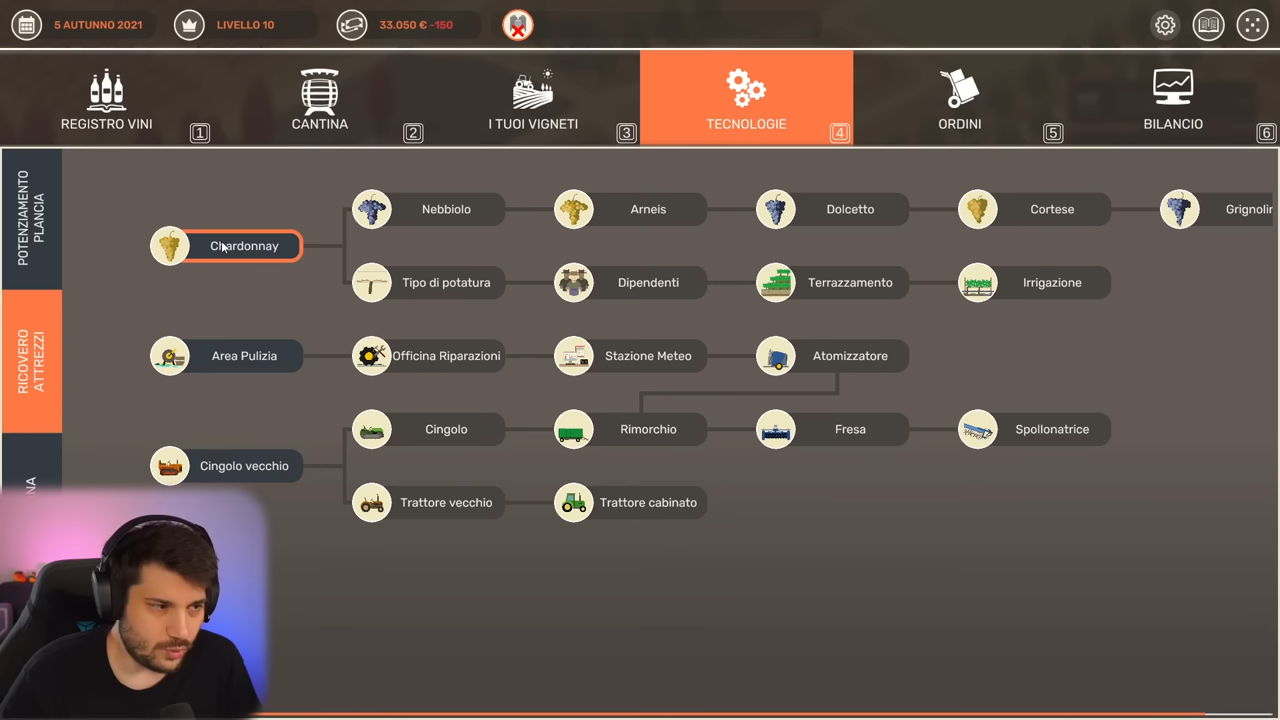 5 AUTUNNO 2021
LIVELLO 10
33.050 € -150
REGISTRO VINI
1
CANTINA
2
I TUOI VIGNETI
3
TECNOLOGIE
4
ORDINI
5
BILANCIO
6
POTENZIAMENTO
PLANCIA
RICOVERO
ATTREZZI
NA
Chardonnay
Nebbiolo
Arneis
Dolcetto
Cortese
Grignolin
Tipo di potatura
Dipendenti
Terrazzamento
Irrigazione
Area Pulizia
Officina Riparazioni
Stazione Meteo
Atomizzatore
Cingolo vecchio
Cingolo
Rimorchio
Fresa
Spollonatrice
Trattore vecchio
Trattore cabinato